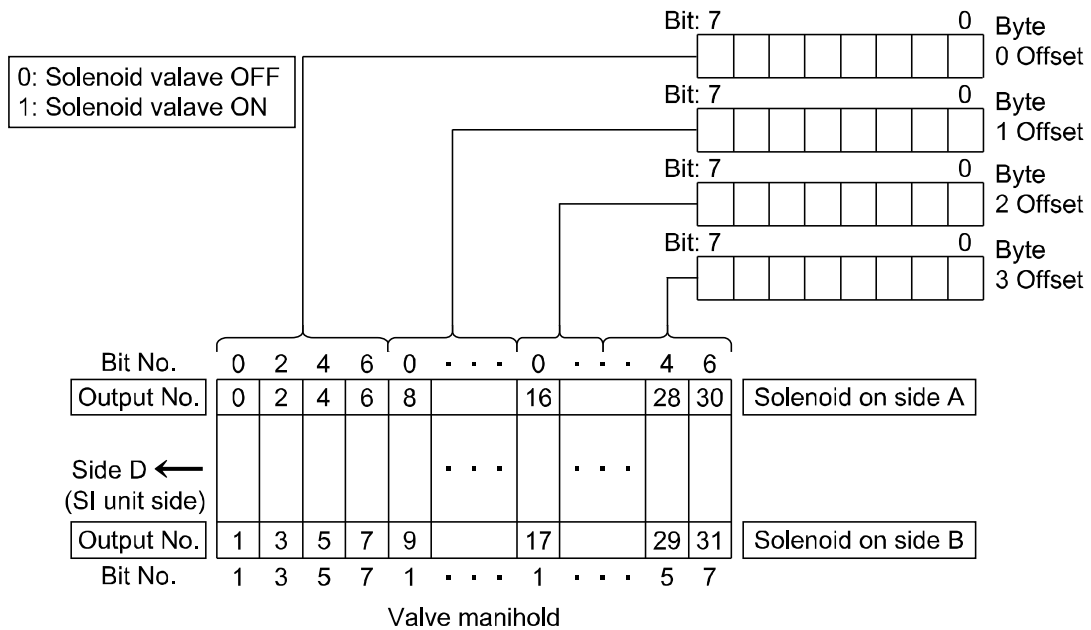 Bit: 7 0 Byte
0 Offset
0: Solenoid valave OFF
1: Solenoid valave ON
Bit: 7 0 Byte
1 Offset
Bit: 7 0 Byte
2 Offset
Bit: 7 0 Byte
3 Offset
Bit No. 0 2 4 6 0 · · · 0 · · · 4 6
Output No. 0 2 4 6 8 16 28 30 Solenoid on side A
Side D ← · · · · · ·
(SI unit side)
Output No. 1 3 5 7 9 17 29 31 Solenoid on side B
Bit No. 1 3 5 7 1 · · · 1 · · · 5 7
Valve manihold